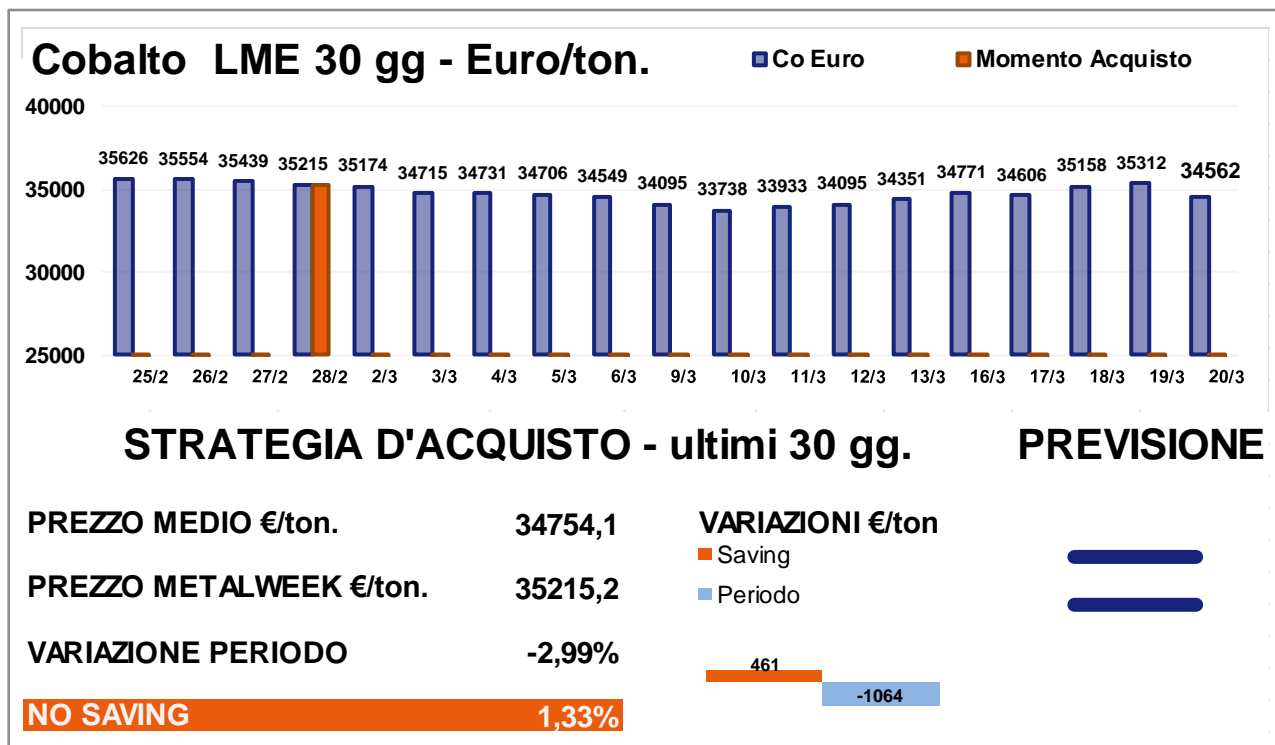 Cobalto LME 30 gg - Euro/ton.
Co Euro
Momento Acquisto
40000
35000
30000
25000
35626 35554 35439 35215 35174 34715 34731 34706 34549 34095 33738 33933 34095 34351 34771 34606 35158 35312 34562
25/2 26/2 27/2 28/2 2/3 3/3 4/3 5/3 6/3 9/3 10/3 11/3 12/3 13/3 16/3 17/3 18/3 19/3 20/3
STRATEGIA D'ACQUISTO - ultimi 30 gg.
PREVISIONE
PREZZO MEDIO €/ton. 34754,1
PREZZO METALWEEK €/ton. 35215,2
VARIAZIONE PERIODO -2,99%
NO SAVING 1,33%
VARIAZIONI €/ton
Saving
Periodo
461
-1064